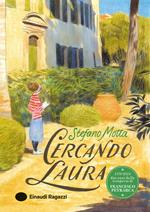 Stefano Motta
CERCANDO
LAURA
FRANCESCO
PETRARCA
Einaudi Ragazzi